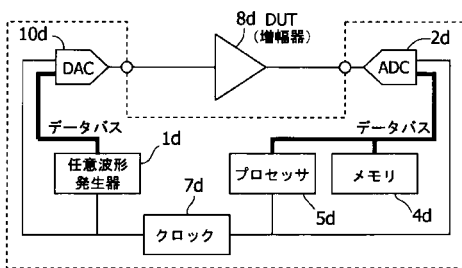 10d
8d DUT
(増幅器)
2d
DAC
ADC
データバス
データバス
1d
任意波形
発生器
7d
クロック
プロセッサ
5d
メモリ
4d